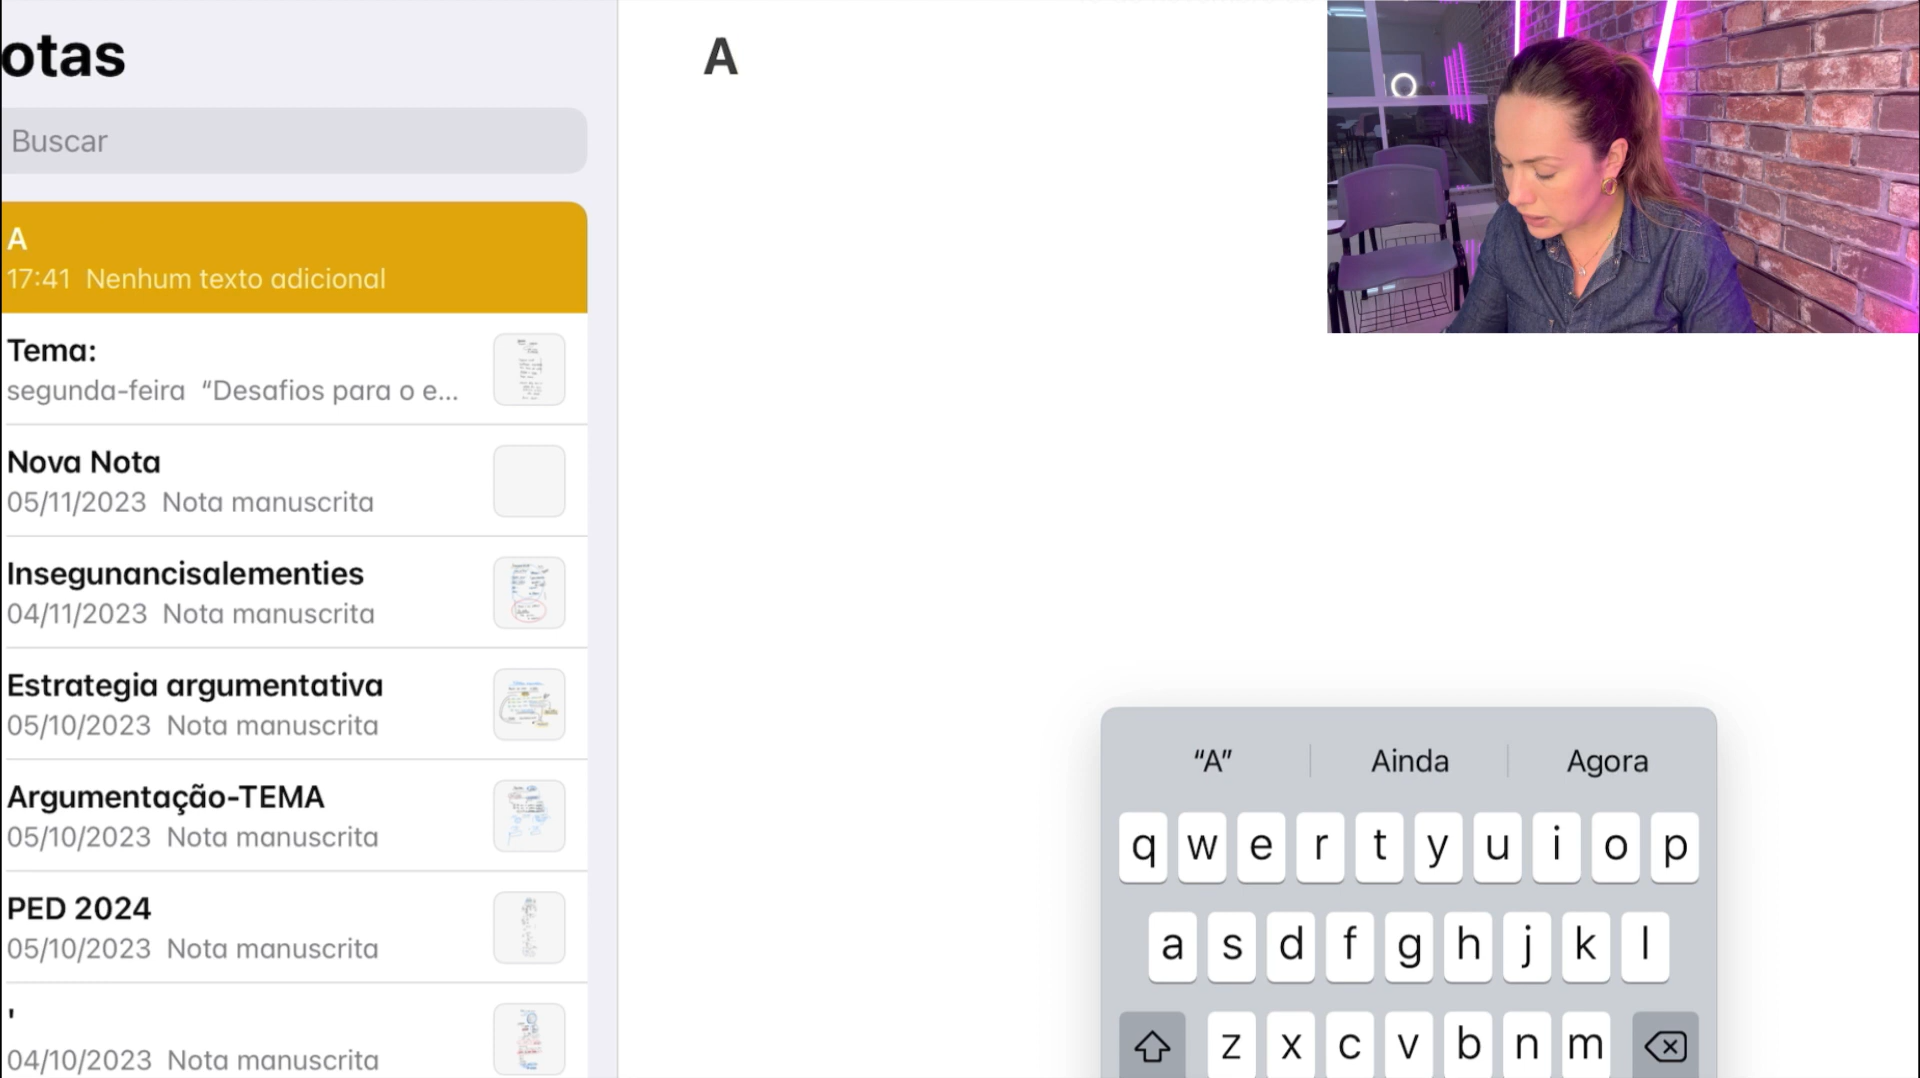 otas
Buscar
A
17:41 Nenhum texto adicional
Tema:
segunda-feira “Desafios para o e...
Nova Nota
05/11/2023 Nota manuscrita
Insegunancisalementies
04/11/2023 Nota manuscrita
Estrategia argumentativa
05/10/2023 Nota manuscrita
Argumentação-TEMA
05/10/2023 Nota manuscrita
PED 2024
05/10/2023 Nota manuscrita
'
04/10/2023 Nota manuscrita
A
“A” Ainda Agora
q w e r t y u i o p
a s d f g h j k l
z x c v b n m